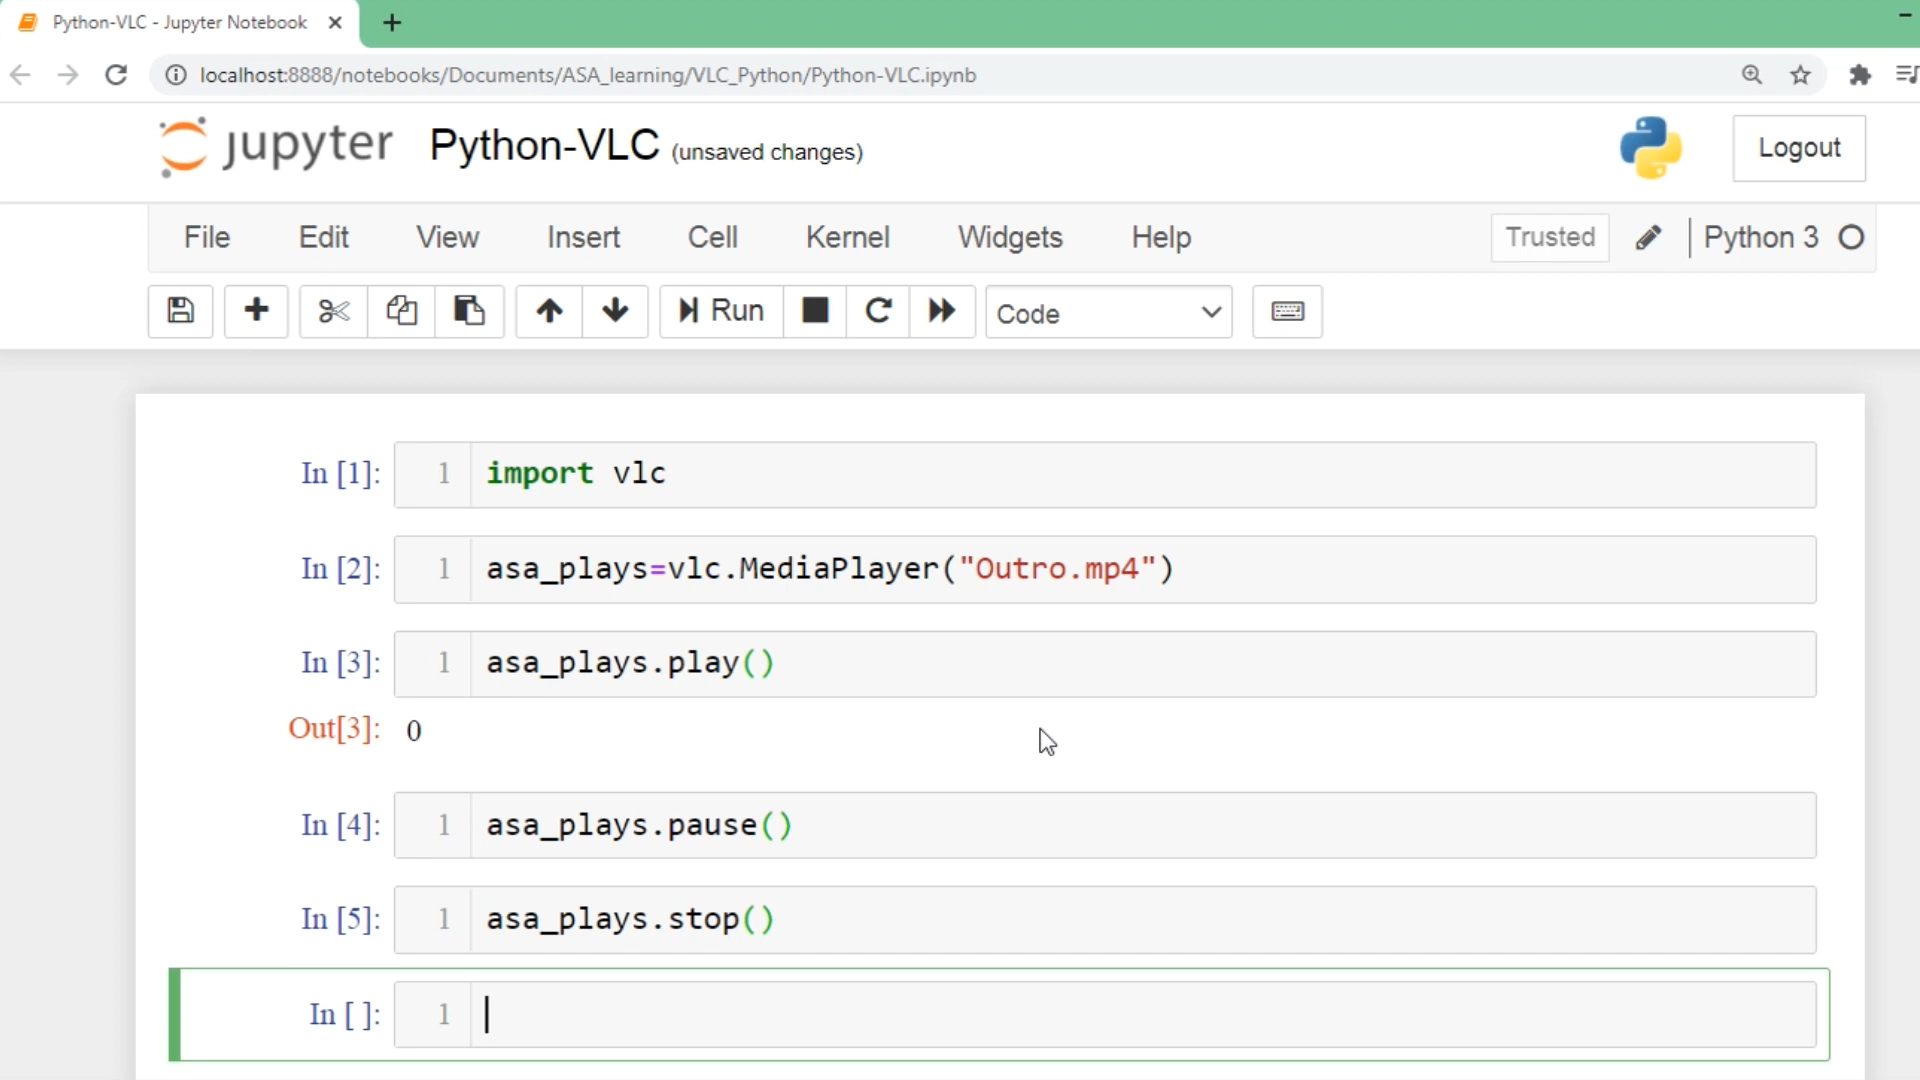 Python-VLC - Jupyter Notebook
localhost:8888/notebooks/Documents/ASA_learning/VLC_Python/Python-VLC.ipynb
jupyter Python-VLC (unsaved changes) Logout
File Edit View Insert Cell Kernel Widgets Help Trusted Python 3
Run Code
In [1]: 1 import vlc
In [2]: 1 asa_plays=vlc.MediaPlayer("Outro.mp4")
In [3]: 1 asa_plays.play()
Out[3]: 0
In [4]: 1 asa_plays.pause()
In [5]: 1 asa_plays.stop()
In [ ]: 1